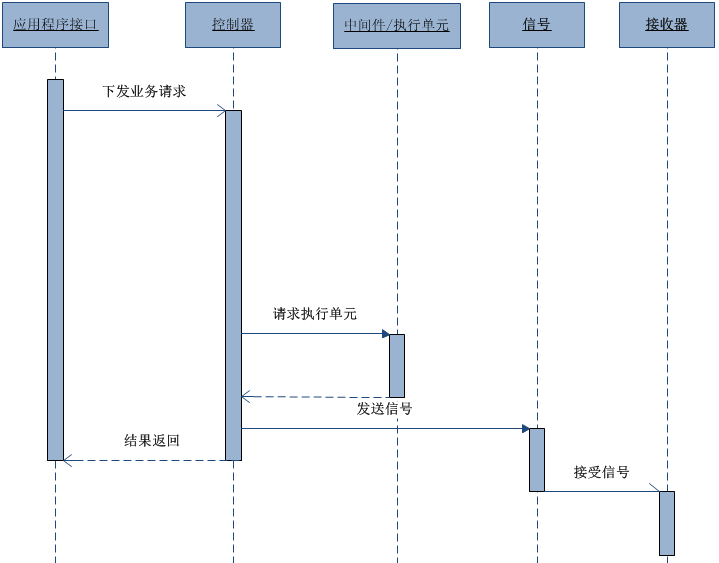 应用程序接口
控制器
中间件/执行单元
信号
接收器
下发业务请求
请求执行单元
发送信号
结果返回
接受信号